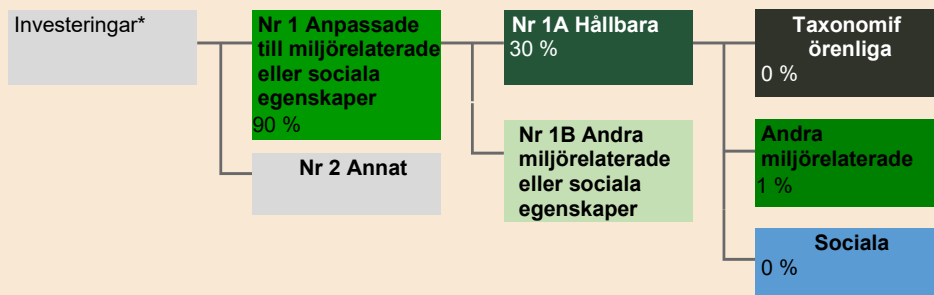 Investeringar*
Nr 1 Anpassade
till miljörelaterade
eller sociala
egenskaper
90 %
Nr 2 Annat
Nr 1A Hållbara
30 %
Nr 1B Andra
miljörelaterade
eller sociala
egenskaper
Taxonomif
örenliga
0 %
Andra
miljörelaterade
1 %
Sociala
0 %